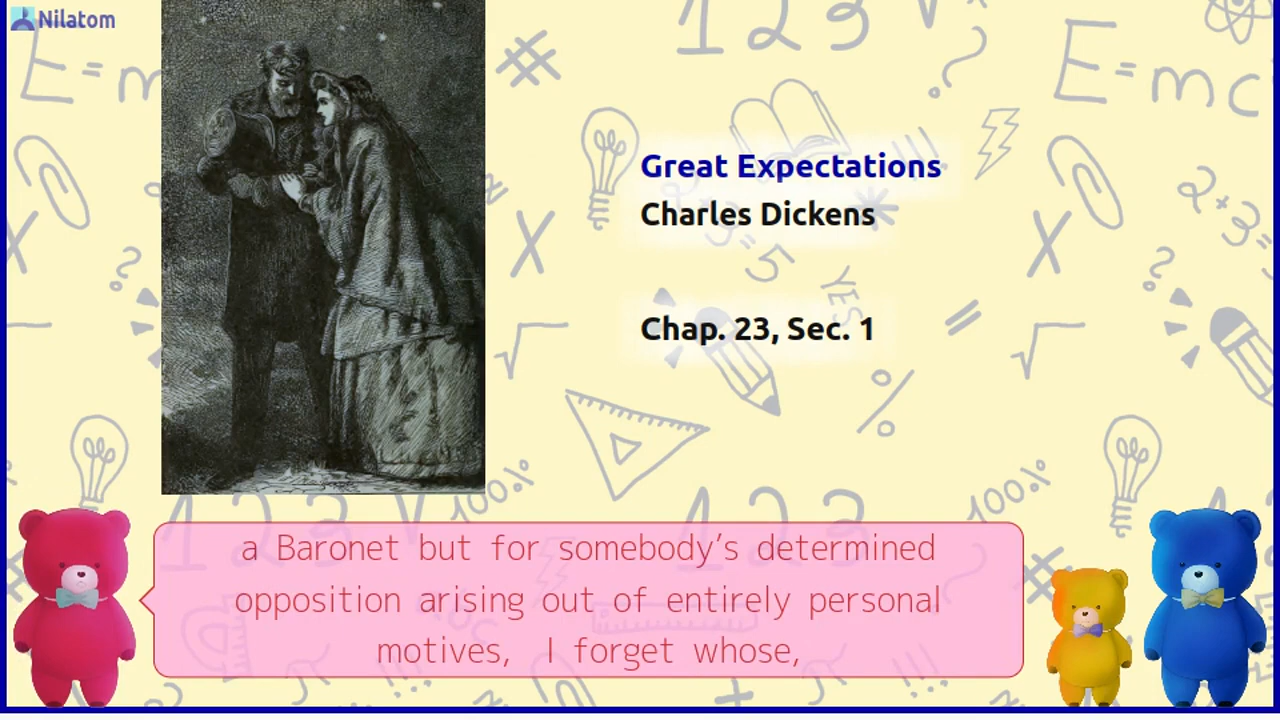 Nilatom
Great Expectations
Charles Dickens
Chap. 23, Sec. 1
a Baronet but for somebody's determined
opposition arising out of entirely personal
motives, I forget whose,